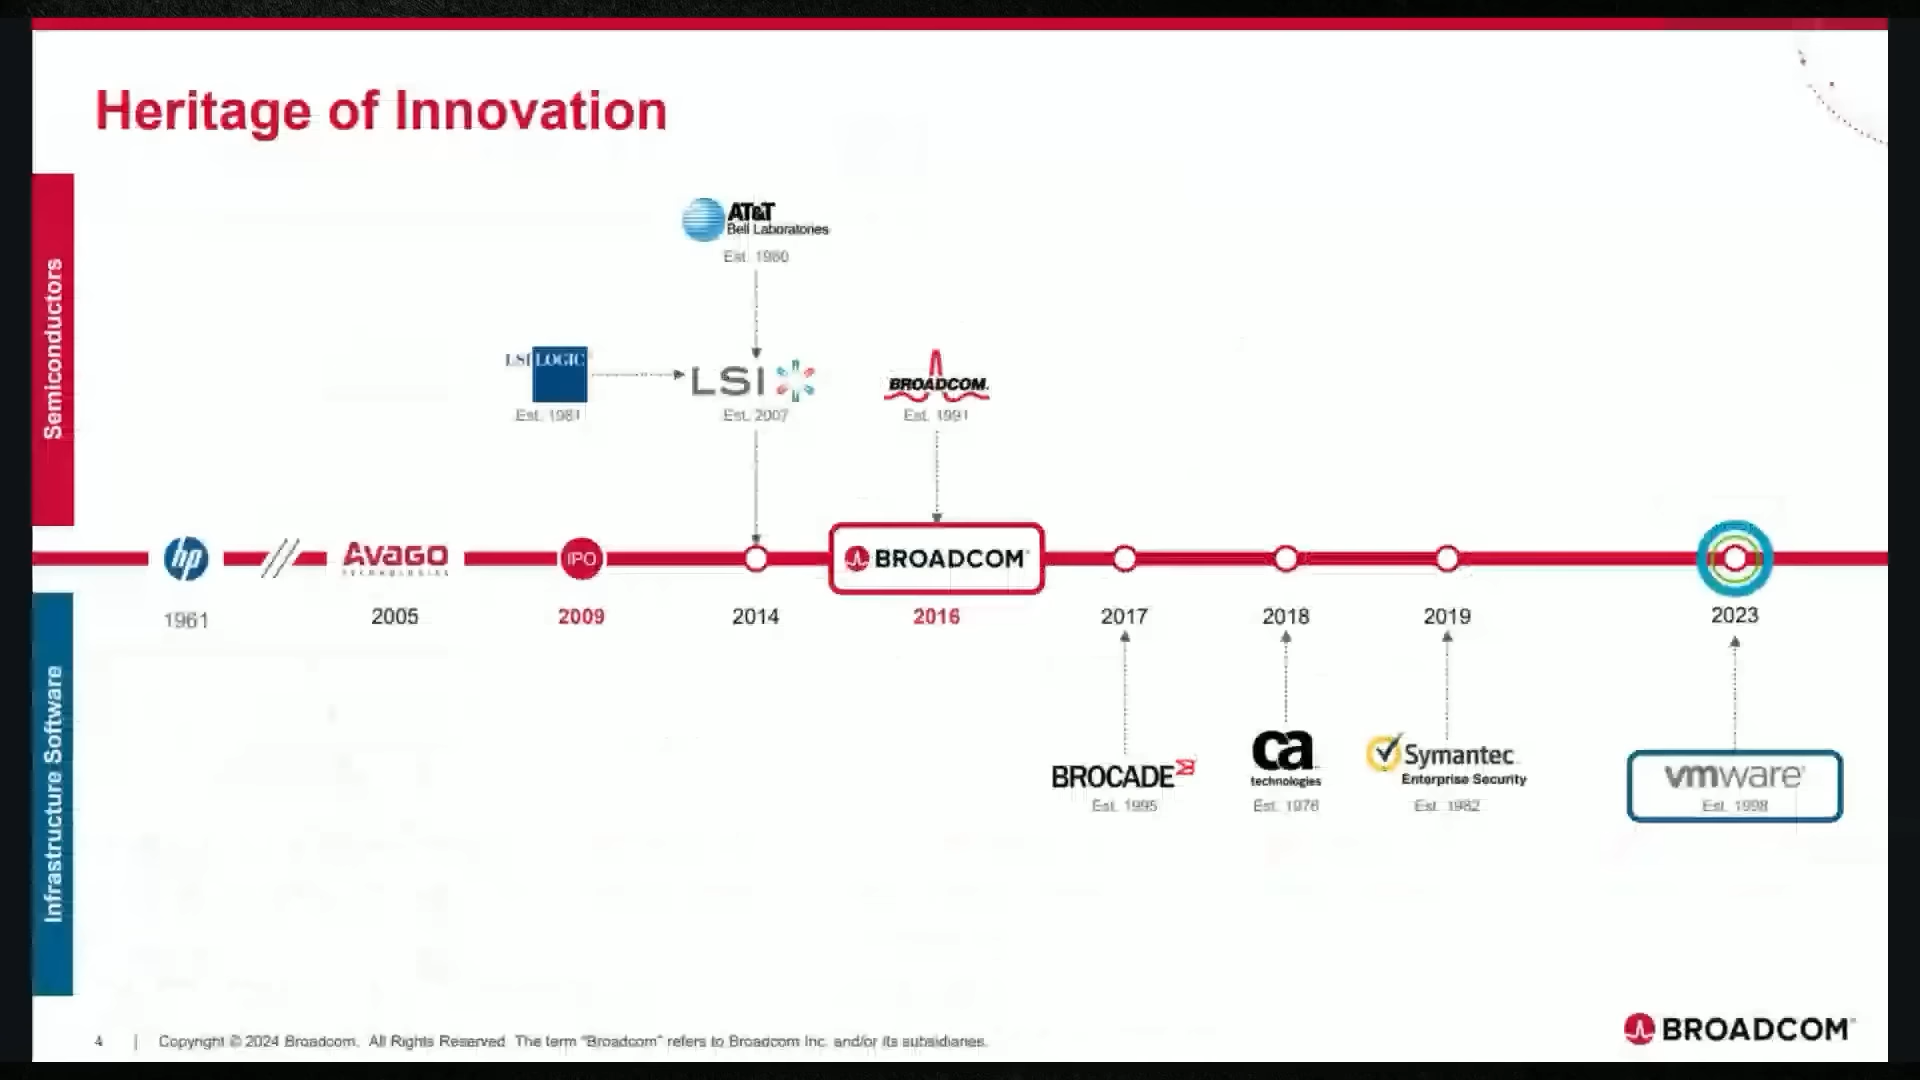 Heritage of Innovation
Semiconductors
AT&T
Bell Laboratories
Est. 1980
LSI LOGIC
Est. 1981
LSI
Est. 2007
BROADCOM.
Est. 1991
hp
AVAGO
TECHNOLOGIES
IPO
BROADCOM
1961
2005
2009
2014
2016
2017
2018
2019
2023
Infrastructure Software
BROCADE
Est. 1995
ca
technologies
Est. 1976
Symantec
Enterprise Security
Est. 1982
vmware
Est. 1998
4 | Copyright © 2024 Broadcom. All Rights Reserved. The term “Broadcom” refers to Broadcom Inc. and/or its subsidiaries.
BROADCOM